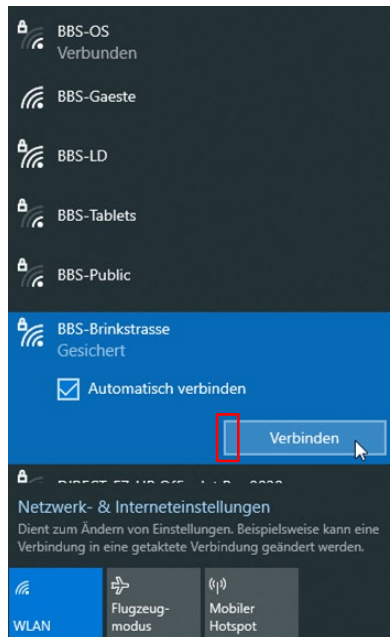 BBS-OS
Verbunden
BBS-Gaeste
BBS-LD
BBS-Tablets
BBS-Public
BBS-Brinkstrasse
Gesichert
Automatisch verbinden
Verbinden
Netzwerk- & Interneteinstellungen
Dient zum Ändern von Einstellungen. Beispielsweise kann eine
Verbindung in eine getaktete Verbindung geändert werden.
WLAN
Flugzeug-
modus
Mobiler
Hotspot